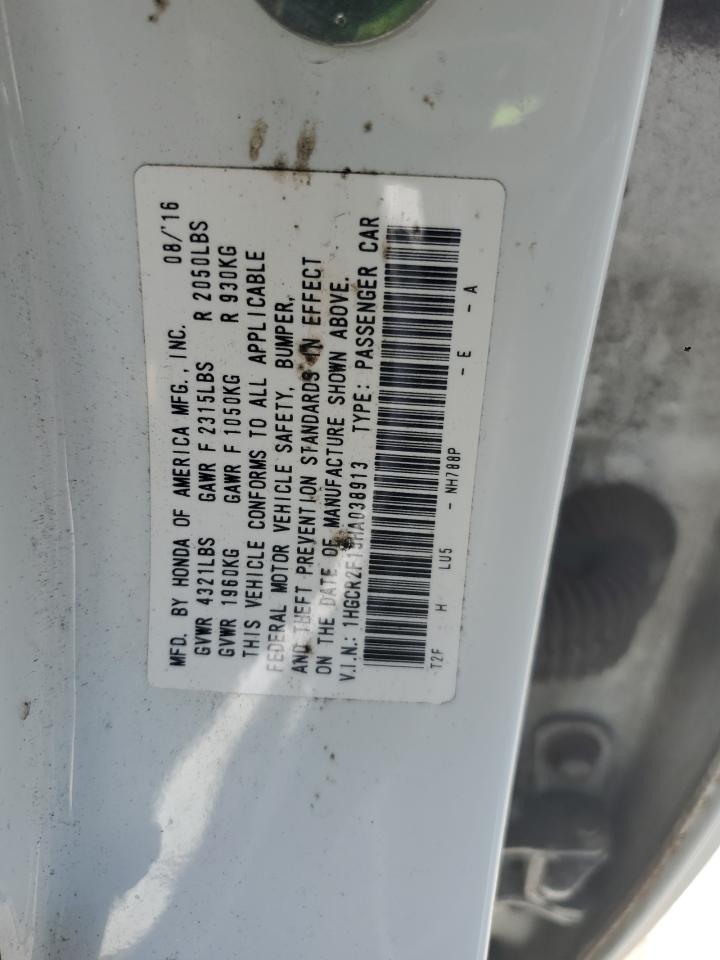 MFD. BY HONDA OF AMERICA MFG., INC. 08/'16
GVWR 4321LBS GAWR F 2315LBS R 2050LBS
GVWR 1960KG GAWR F 1050KG R 930KG
THIS VEHICLE CONFORMS TO ALL APPLICABLE
FEDERAL MOTOR VEHICLE SAFETY, BUMPER,
AND THEFT PREVENTION STANDARDS IN EFFECT
ON THE DATE OF MANUFACTURE SHOWN ABOVE.
V.I.N.: TYPE: PASSENGER CAR
T2F H LU5 - NH788P - E - A